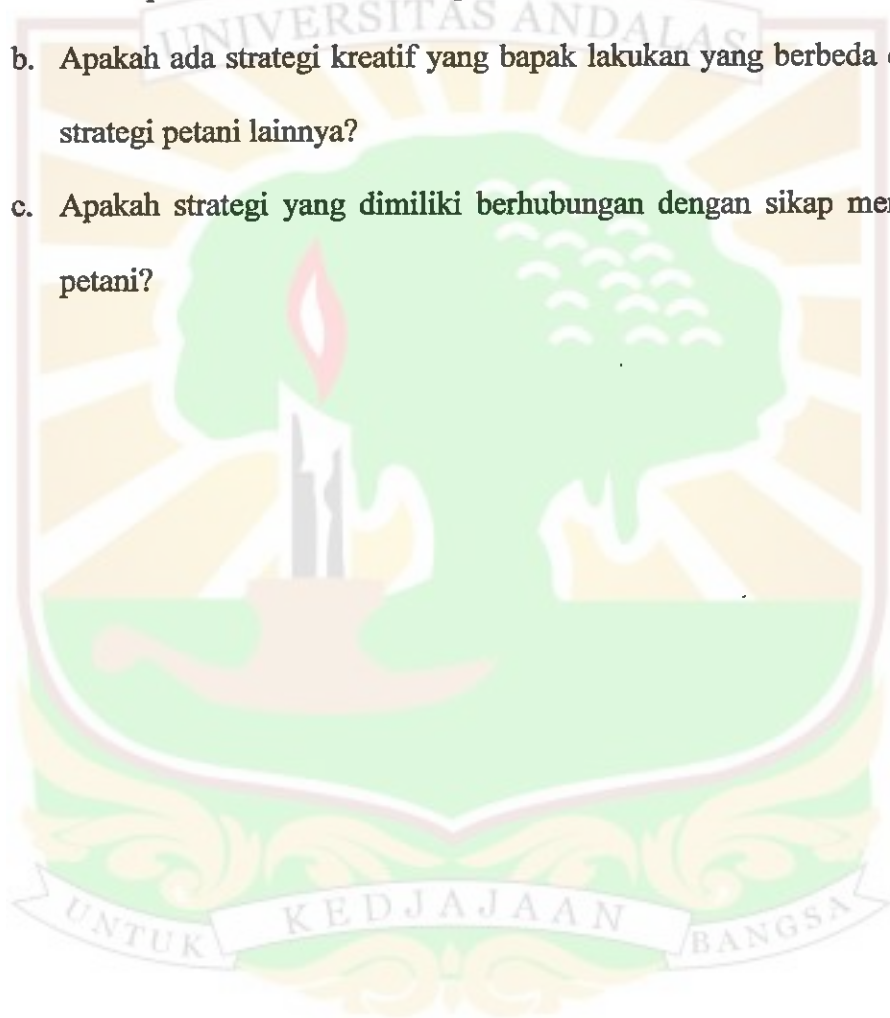 UNIVERSITAS ANDALAS
b. Apakah ada strategi kreatif yang bapak lakukan yang berbeda
strategi petani lainnya?
c. Apakah strategi yang dimiliki berhubungan dengan sikap
petani?
UNTUK KEDJAJAAN BANGSA